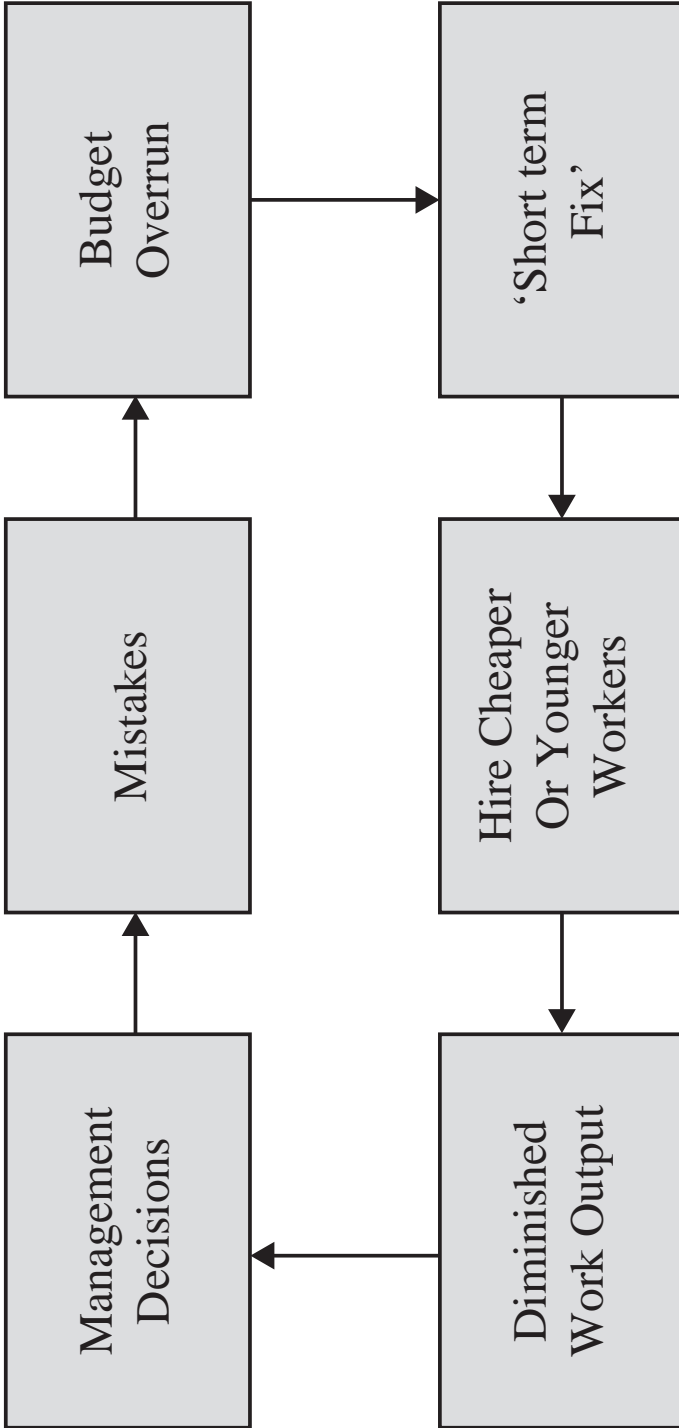 Management
Decisions
Mistakes
Budget
Overrun
Diminished
Work Output
Hire Cheaper
Or Younger
Workers
‘Short term
Fix’